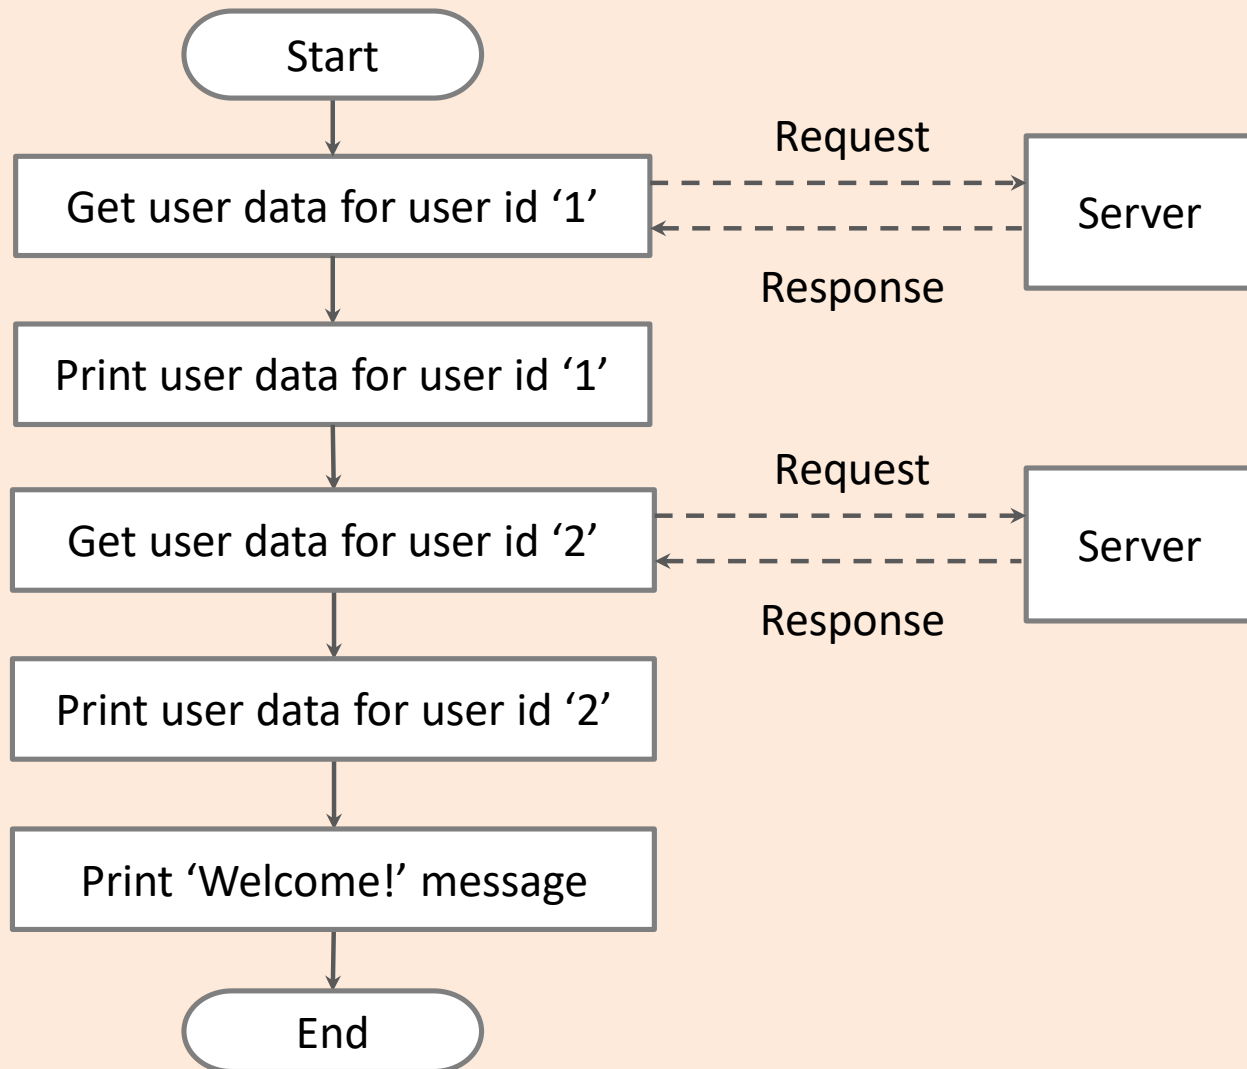 Start
Request
Get user data for user id ‘1’
Server
Response
Print user data for user id ‘1’
Request
Get user data for user id ‘2’
Server
Response
Print user data for user id ‘2’
Print ‘Welcome!’ message
End